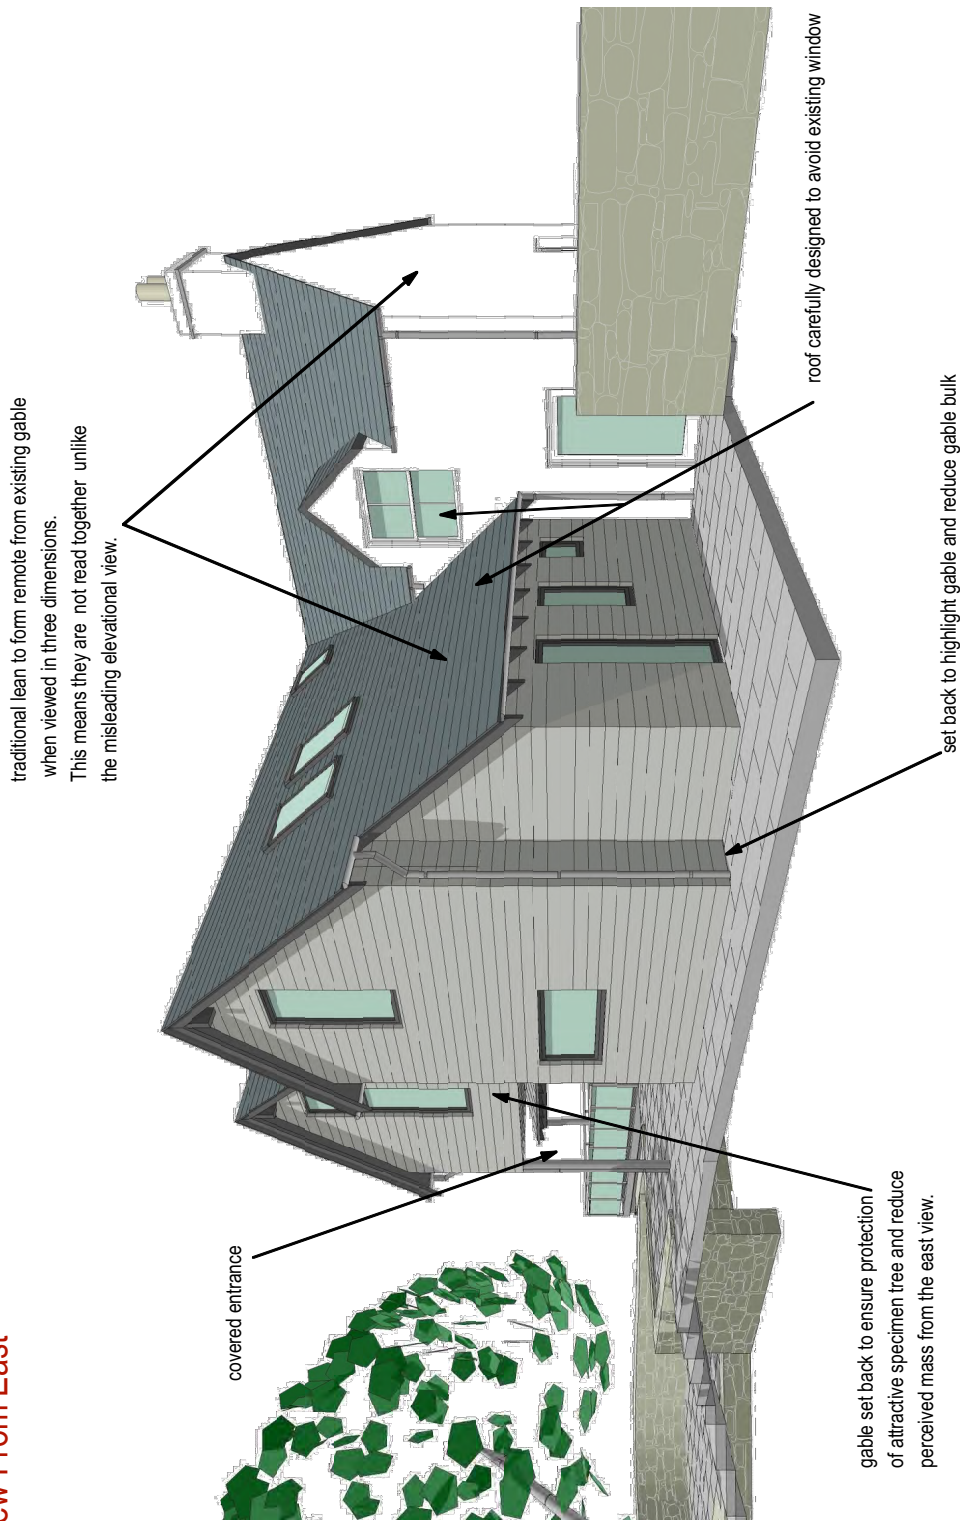 From East
traditional lean to form remote from existing gable
when viewed in three dimensions.
This means they are not read together unlike
the misleading elevational view.
covered entrance
roof carefully designed to avoid existing window
gable set back to ensure protection
of attractive specimen tree and reduce
perceived mass from the east view.
set back to highlight gable and reduce gable bulk